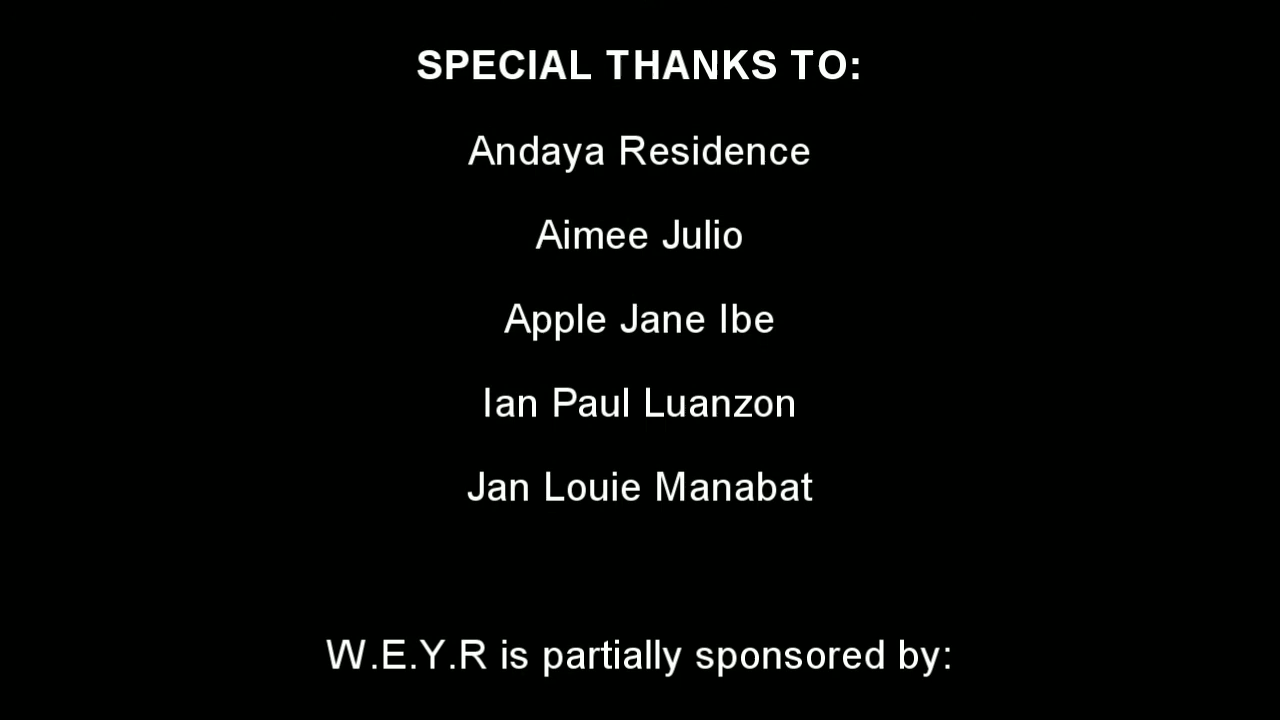 SPECIAL THANKS TO:
Andaya Residence
Aimee Julio
Apple Jane Ibe
Ian Paul Luanzon
Jan Louie Manabat
W.E.Y.R is partially sponsored by: